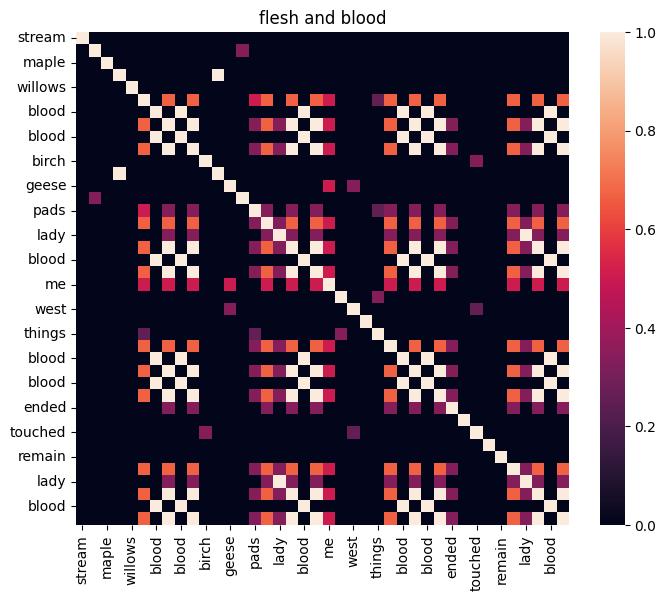 flesh and blood
stream
maple
willows
blood
blood
birch
geese
pads
lady
blood
me
west
things
blood
blood
ended
touched
remain
lady
blood
1.0
0.8
0.6
0.4
0.2
0.0
stream
maple
willows
blood
blood
birch
geese
pads
lady
blood
me
west
things
blood
blood
ended
touched
remain
lady
blood